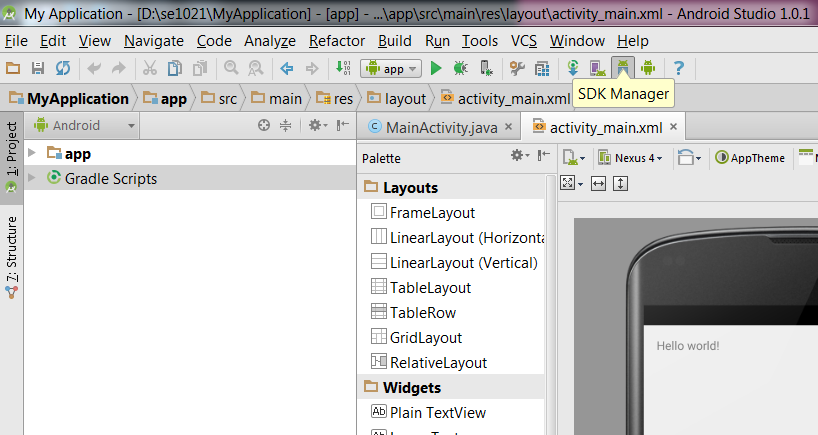 My Application - [D:\se1021\MyApplication] - [app] - ...\app\src\main\res\layout\activity_main.xml - Android Studio 1.0.1
File Edit View Navigate Code Analyze Refactor Build Run Tools VCS Window Help
app
MyApplication app src main res layout activity_main.xml
SDK Manager
1: Project
7: Structure
Android
app
Gradle Scripts
MainActivity.java activity_main.xml
Palette
Nexus 4 AppTheme
Layouts
FrameLayout
LinearLayout (Horizonta
LinearLayout (Vertical)
TableLayout
TableRow
GridLayout
RelativeLayout
Widgets
Ab Plain TextView
Hello world!